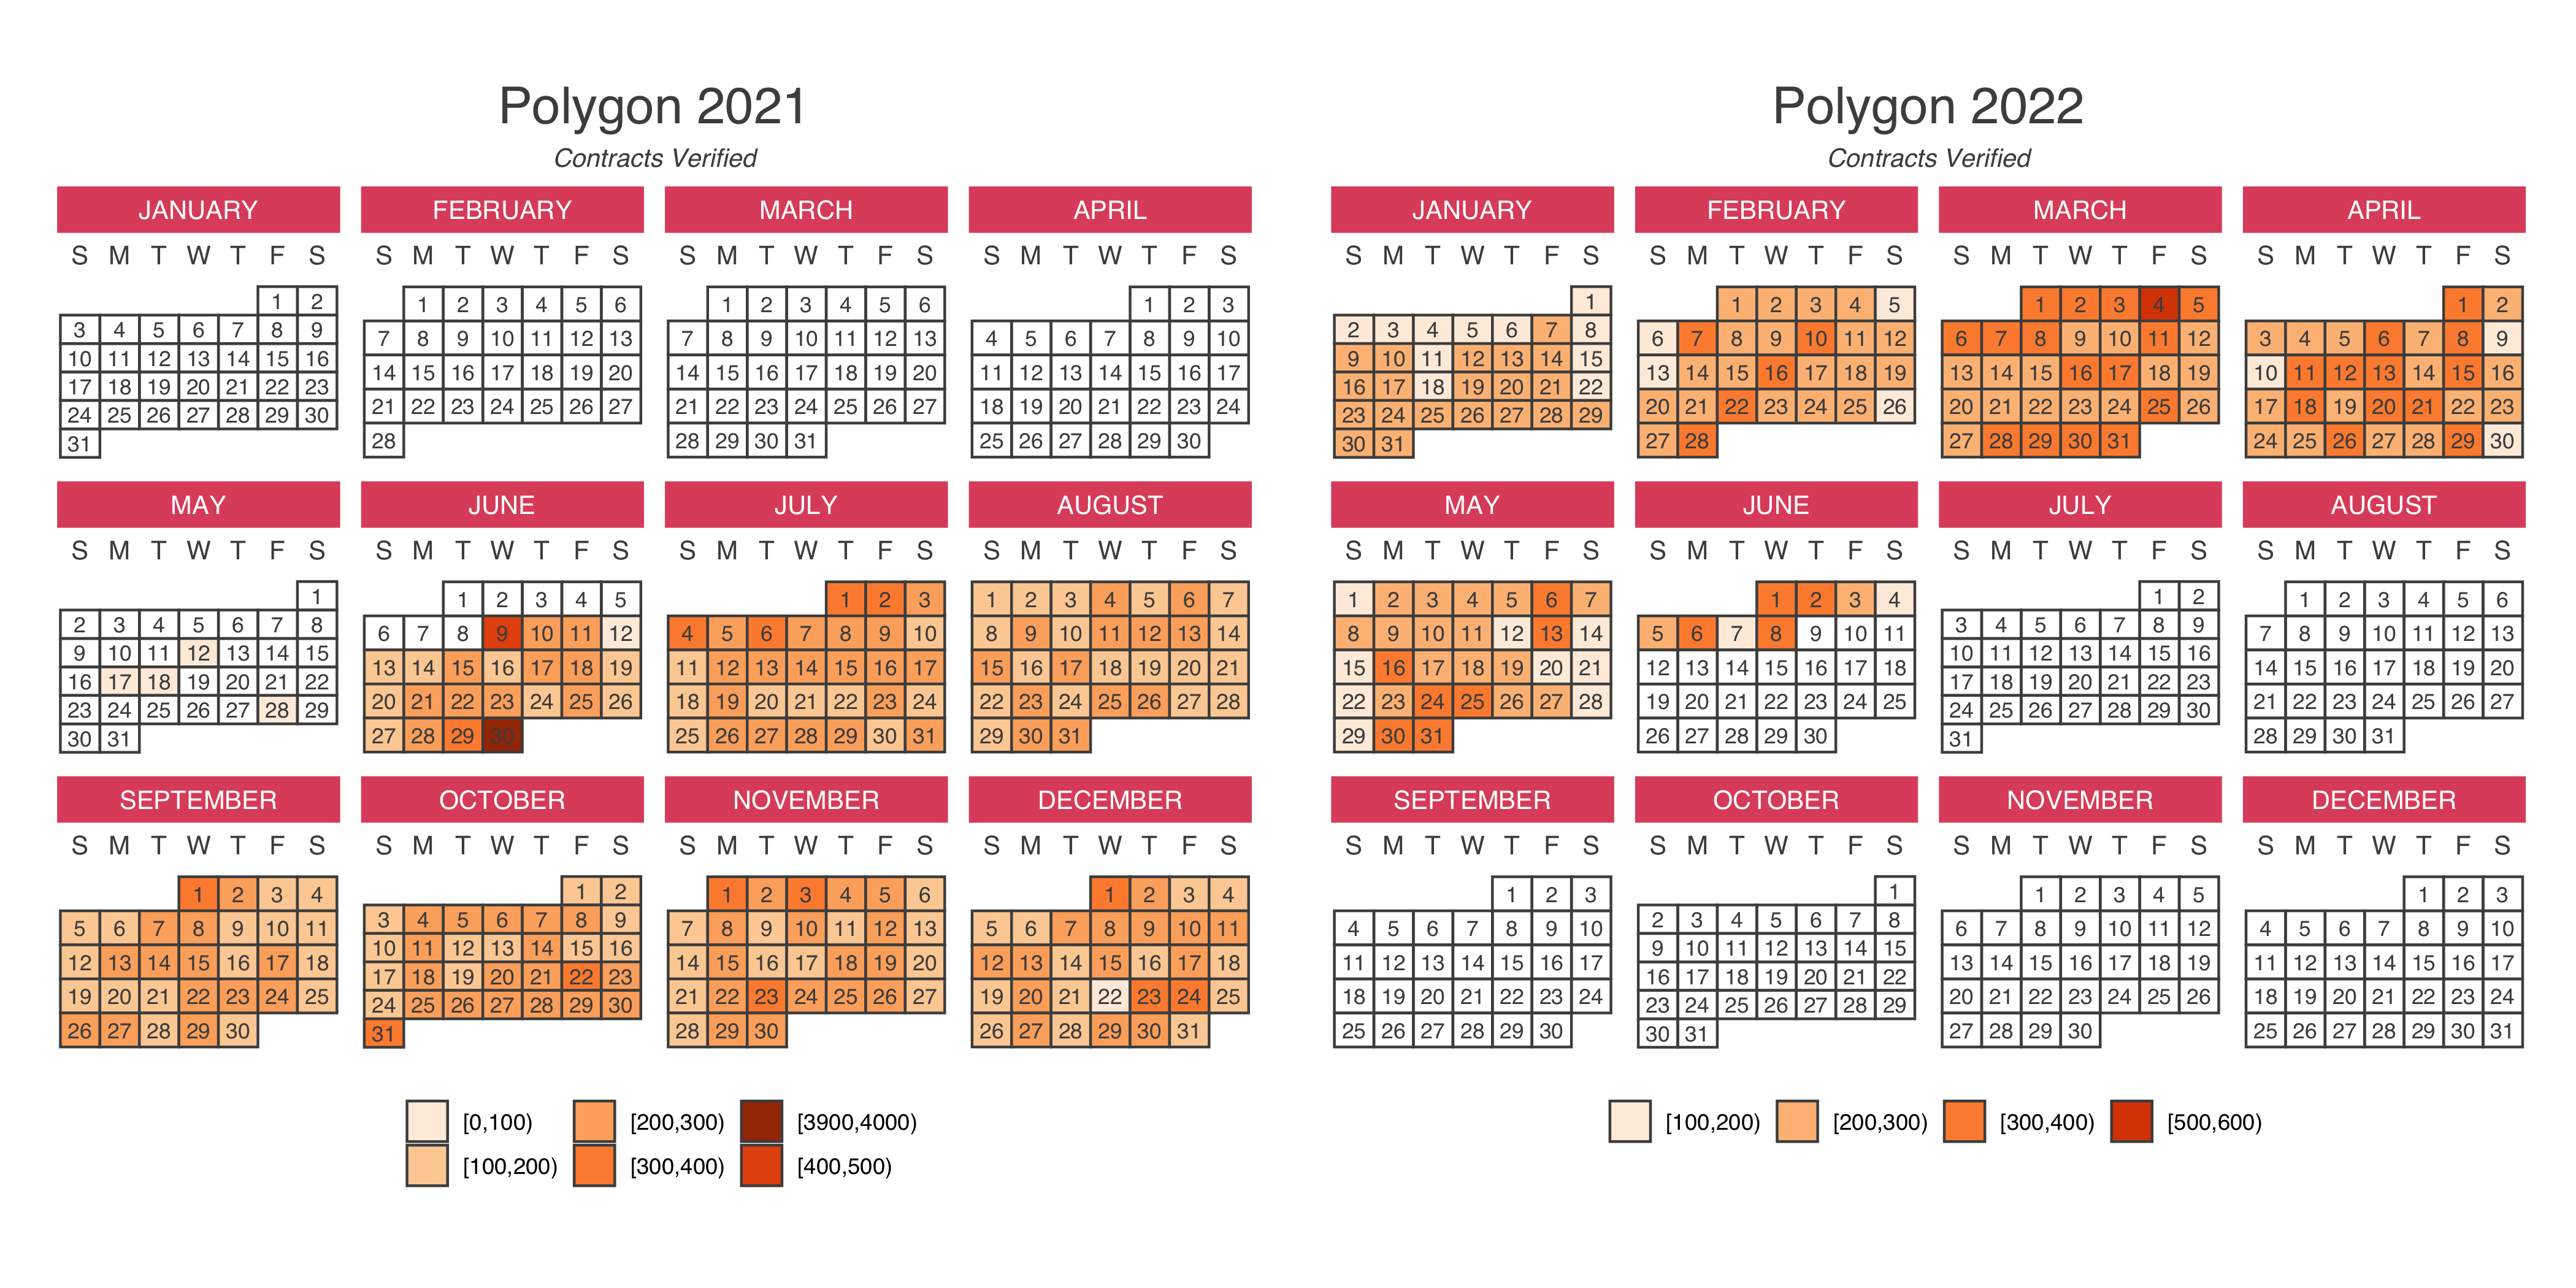 Polygon 2021
Contracts Verified
JANUARY FEBRUARY MARCH APRIL
S M T W T F S S M T W T F S S M T W T F S S M T W T F S
1 2
3 4 5 6 7 8 9
10 11 12 13 14 15 16
17 18 19 20 21 22 23
24 25 26 27 28 29 30
31
1 2 3 4 5 6
7 8 9 10 11 12 13
14 15 16 17 18 19 20
21 22 23 24 25 26 27
28
1 2 3 4 5 6
7 8 9 10 11 12 13
14 15 16 17 18 19 20
21 22 23 24 25 26 27
28 29 30 31
1 2 3
4 5 6 7 8 9 10
11 12 13 14 15 16 17
18 19 20 21 22 23 24
25 26 27 28 29 30
MAY JUNE JULY AUGUST
S M T W T F S S M T W T F S S M T W T F S S M T W T F S
1
2 3 4 5 6 7 8
9 10 11 12 13 14 15
16 17 18 19 20 21 22
23 24 25 26 27 28 29
30 31
1 2 3 4 5
6 7 8 9 10 11 12
13 14 15 16 17 18 19
20 21 22 23 24 25 26
27 28 29 30
1 2 3
4 5 6 7 8 9 10
11 12 13 14 15 16 17
18 19 20 21 22 23 24
25 26 27 28 29 30 31
1 2 3 4 5 6 7
8 9 10 11 12 13 14
15 16 17 18 19 20 21
22 23 24 25 26 27 28
29 30 31
SEPTEMBER OCTOBER NOVEMBER DECEMBER
S M T W T F S S M T W T F S S M T W T F S S M T W T F S
1 2 3 4
5 6 7 8 9 10 11
12 13 14 15 16 17 18
19 20 21 22 23 24 25
26 27 28 29 30
1 2
3 4 5 6 7 8 9
10 11 12 13 14 15 16
17 18 19 20 21 22 23
24 25 26 27 28 29 30
31
1 2 3 4 5 6
7 8 9 10 11 12 13
14 15 16 17 18 19 20
21 22 23 24 25 26 27
28 29 30
1 2 3 4
5 6 7 8 9 10 11
12 13 14 15 16 17 18
19 20 21 22 23 24 25
26 27 28 29 30 31
[0,100) [200,300) [3900,4000)
[100,200) [300,400) [400,500)
Polygon 2022
Contracts Verified
JANUARY FEBRUARY MARCH APRIL
S M T W T F S S M T W T F S S M T W T F S S M T W T F S
1
2 3 4 5 6 7 8
9 10 11 12 13 14 15
16 17 18 19 20 21 22
23 24 25 26 27 28 29
30 31
1 2 3 4 5
6 7 8 9 10 11 12
13 14 15 16 17 18 19
20 21 22 23 24 25 26
27 28
1 2 3 4 5
6 7 8 9 10 11 12
13 14 15 16 17 18 19
20 21 22 23 24 25 26
27 28 29 30 31
1 2
3 4 5 6 7 8 9
10 11 12 13 14 15 16
17 18 19 20 21 22 23
24 25 26 27 28 29 30
MAY JUNE JULY AUGUST
S M T W T F S S M T W T F S S M T W T F S S M T W T F S
1 2 3 4 5 6 7
8 9 10 11 12 13 14
15 16 17 18 19 20 21
22 23 24 25 26 27 28
29 30 31
1 2 3 4
5 6 7 8 9 10 11
12 13 14 15 16 17 18
19 20 21 22 23 24 25
26 27 28 29 30
1 2
3 4 5 6 7 8 9
10 11 12 13 14 15 16
17 18 19 20 21 22 23
24 25 26 27 28 29 30
31
1 2 3 4 5 6
7 8 9 10 11 12 13
14 15 16 17 18 19 20
21 22 23 24 25 26 27
28 29 30 31
SEPTEMBER OCTOBER NOVEMBER DECEMBER
S M T W T F S S M T W T F S S M T W T F S S M T W T F S
1 2 3
4 5 6 7 8 9 10
11 12 13 14 15 16 17
18 19 20 21 22 23 24
25 26 27 28 29 30
1
2 3 4 5 6 7 8
9 10 11 12 13 14 15
16 17 18 19 20 21 22
23 24 25 26 27 28 29
30 31
1 2 3 4 5
6 7 8 9 10 11 12
13 14 15 16 17 18 19
20 21 22 23 24 25 26
27 28 29 30
1 2 3
4 5 6 7 8 9 10
11 12 13 14 15 16 17
18 19 20 21 22 23 24
25 26 27 28 29 30 31
[100,200) [200,300) [300,400) [500,600)